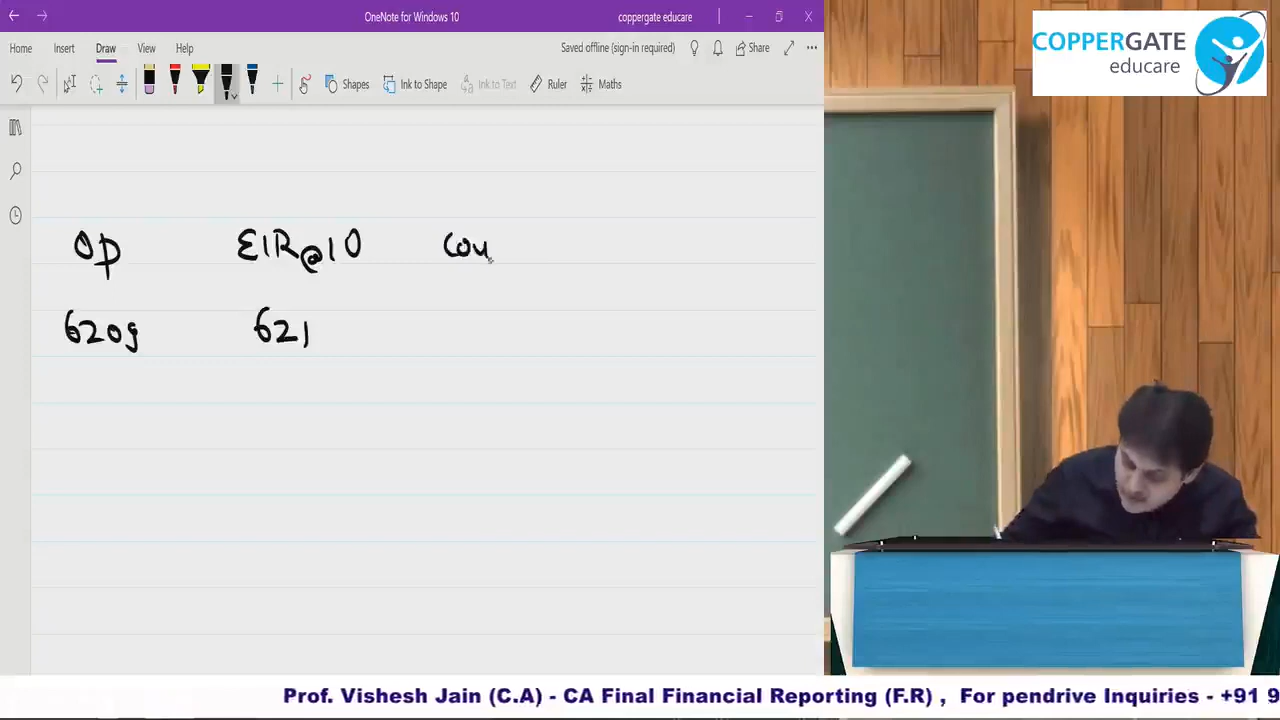 OneNote for Windows 10
coppergate educare
Home Insert Draw View Help
Saved offline (sign-in required)
Share
Shapes
Ink to Shape
Ink to Text
Ruler
Maths
COPPERGATE
educare
Op EIR@10 Cou
6209 621
Prof. Vishesh Jain (C.A) - CA Final Financial Reporting (F.R) , For pendrive Inquiries - +91 9